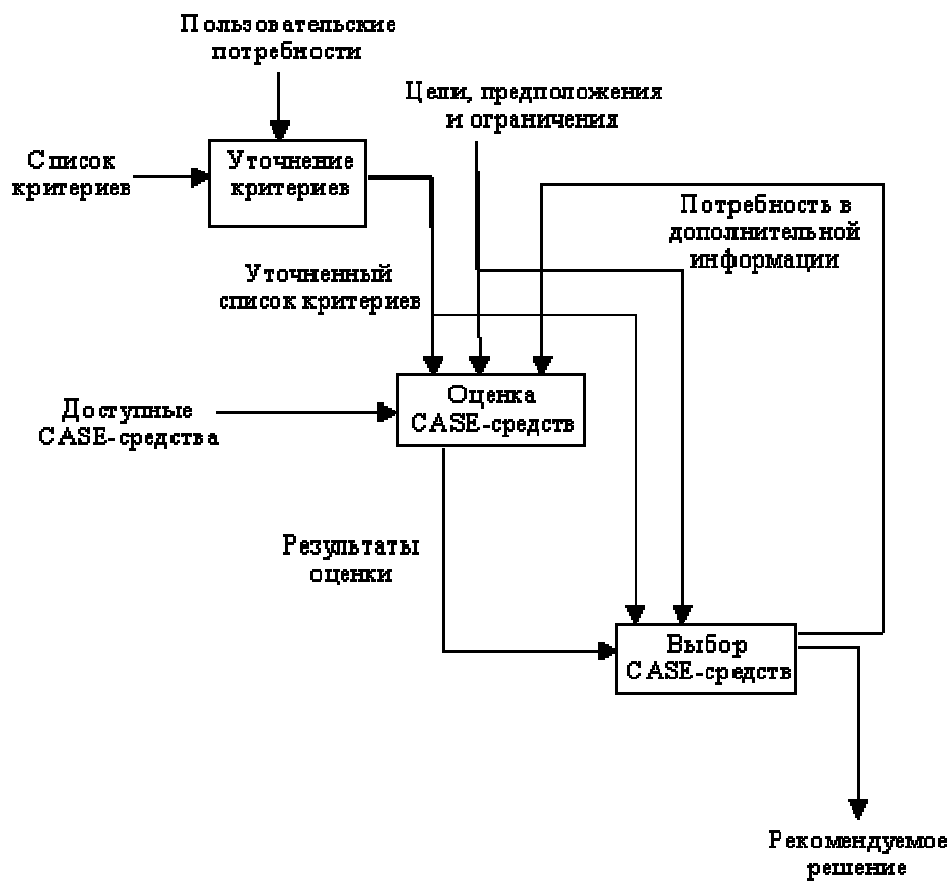 Пользовательские
потребности
Цели, предположения
и ограничения
Список
критериев
Уточнение
критериев
Потребность в
дополнительной
информации
Уточненный
список критериев
Доступные
CASE-средства
Оценка
CASE-средств
Результаты
оценки
Выбор
CASE-средств
Рекомендуемое
решение